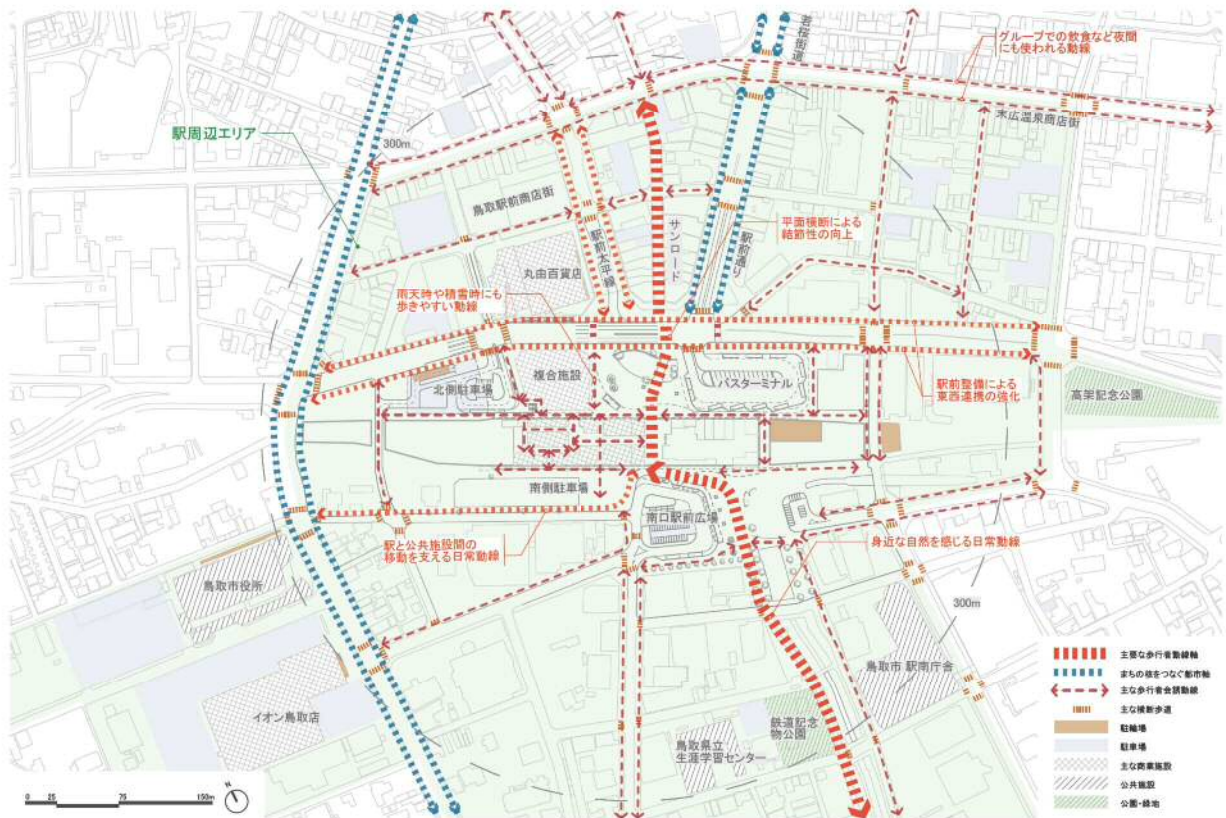 グループでの飲食など夜間
にも使われる動線
若桜街道
末広温泉商店街
駅周辺エリア
300m
鳥取駅前商店街
サンロード
平面横断による
結節性の向上
駅前太平線
駅前通り
丸由百貨店
雨天時や積雪時にも
歩きやすい動線
複合施設
バスターミナル
北側駐車場
駅前整備による
東西連携の強化
高架記念公園
南側駐車場
南口駅前広場
駅と公共施設間の
移動を支える日常動線
身近な自然を感じる日常動線
鳥取市役所
300m
鳥取市 駅南庁舎
イオン鳥取店
鉄道記念
物公園
鳥取県立
生涯学習センター
主要な歩行者動線軸
まちの核をつなぐ都市軸
主な歩行者会遊動線
主な横断歩道
駐輪場
駐車場
主な商業施設
公共施設
公園・緑地
0 25 75 150m
N